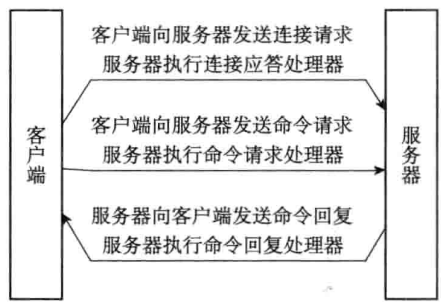 客户端向服务器发送连接请求
服务器执行连接应答处理器
客户端
客户端向服务器发送命令请求
服务器执行命令请求处理器
服务器
服务器向客户端发送命令回复
服务器执行命令回复处理器